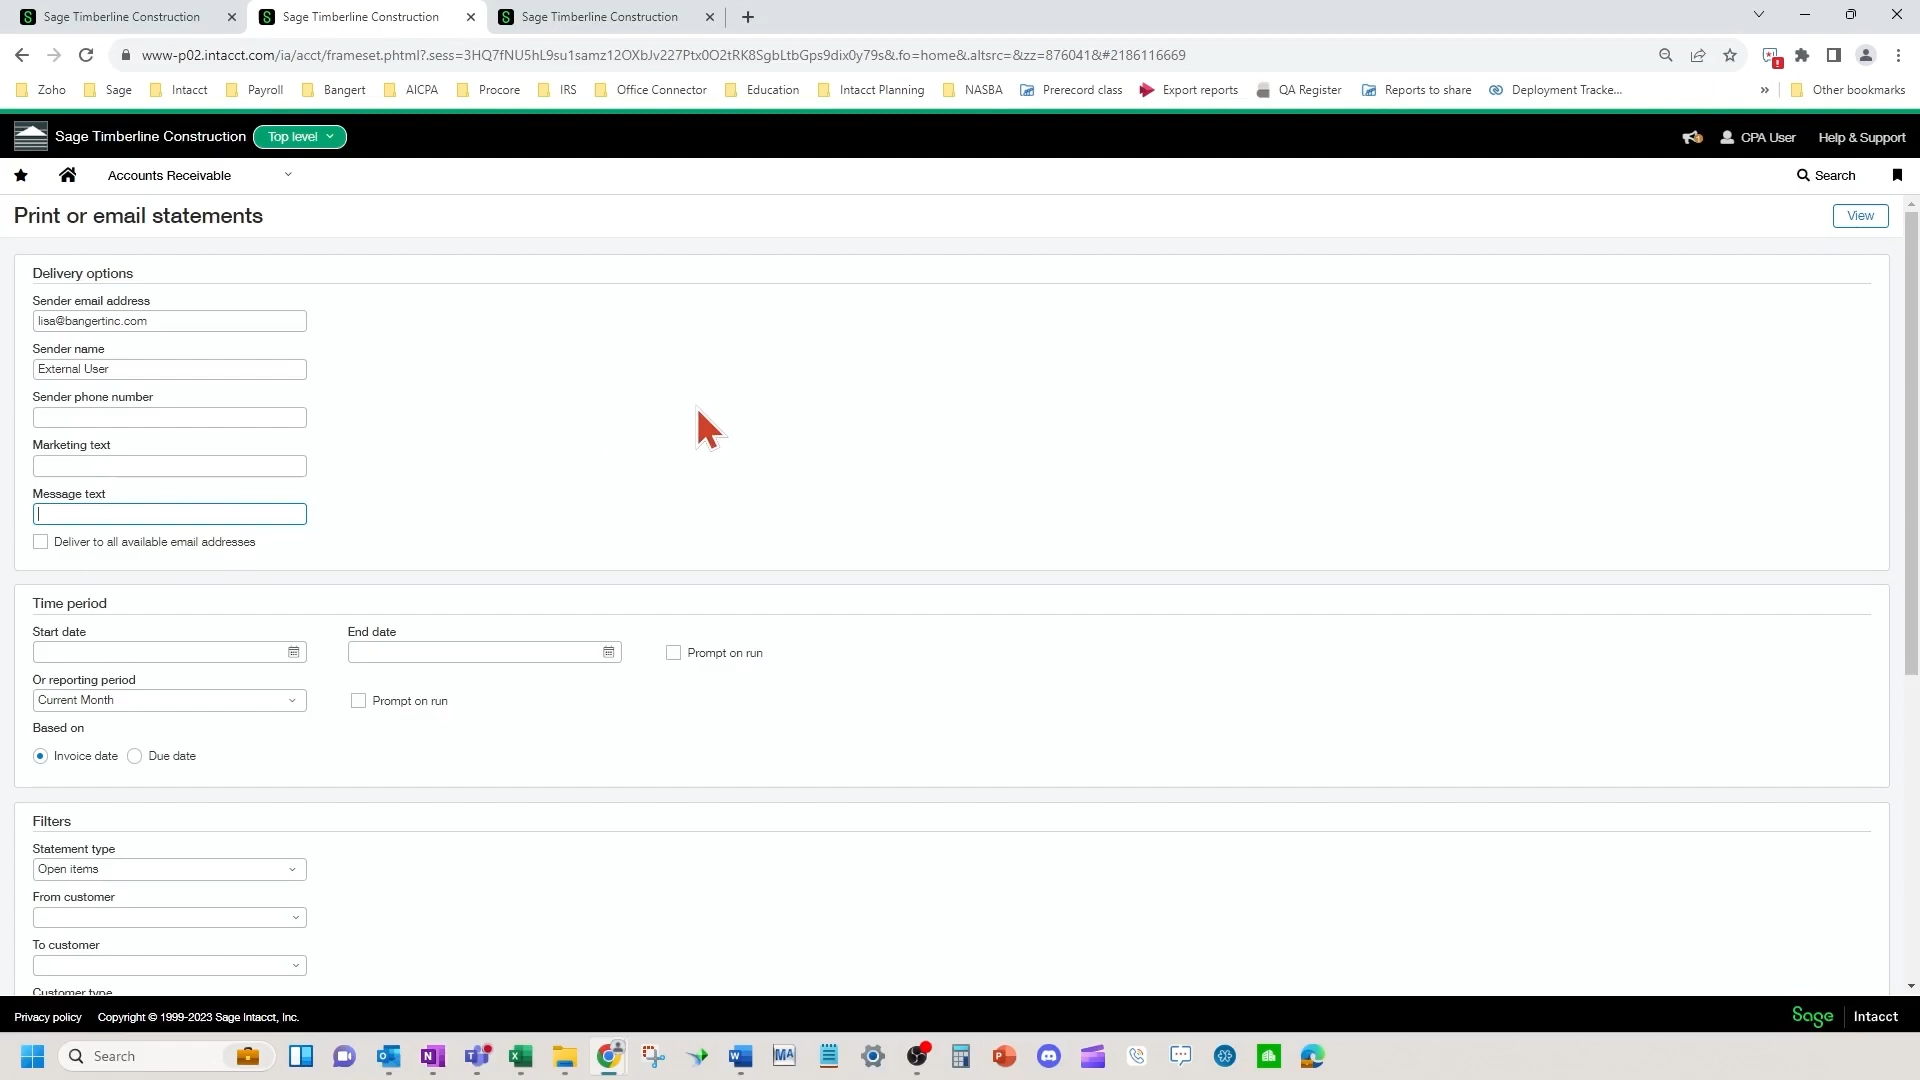 Sage Timberline Construction
Sage Timberline Construction
Sage Timberline Construction
www-p02.intacct.com/ia/acct/frameset.phtml?.sess=3HQ7fNU5hL9su1samz12OXbJv227Ptx0O2tRK8SgbLtbGps9dix0y79s&.fo=home&.altsrc=&zz=876041&#2186116669
Zoho Sage Intacct Payroll Bangert AICPA Procore IRS Office Connector Education Intacct Planning NASBA Prerecord class Export reports QA Register Reports to share Deployment Tracke... » Other bookmarks
Sage Timberline Construction Top level CPA User Help & Support
Accounts Receivable Search
Print or email statements View
Delivery options
Sender email address
lisa@bangertinc.com
Sender name
External User
Sender phone number
Marketing text
Message text
Deliver to all available email addresses
Time period
Start date End date
Prompt on run
Or reporting period
Current Month Prompt on run
Based on
Invoice date Due date
Filters
Statement type
Open items
From customer
To customer
Customer type
Privacy policy Copyright © 1999-2023 Sage Intacct, Inc. Sage Intacct
Search